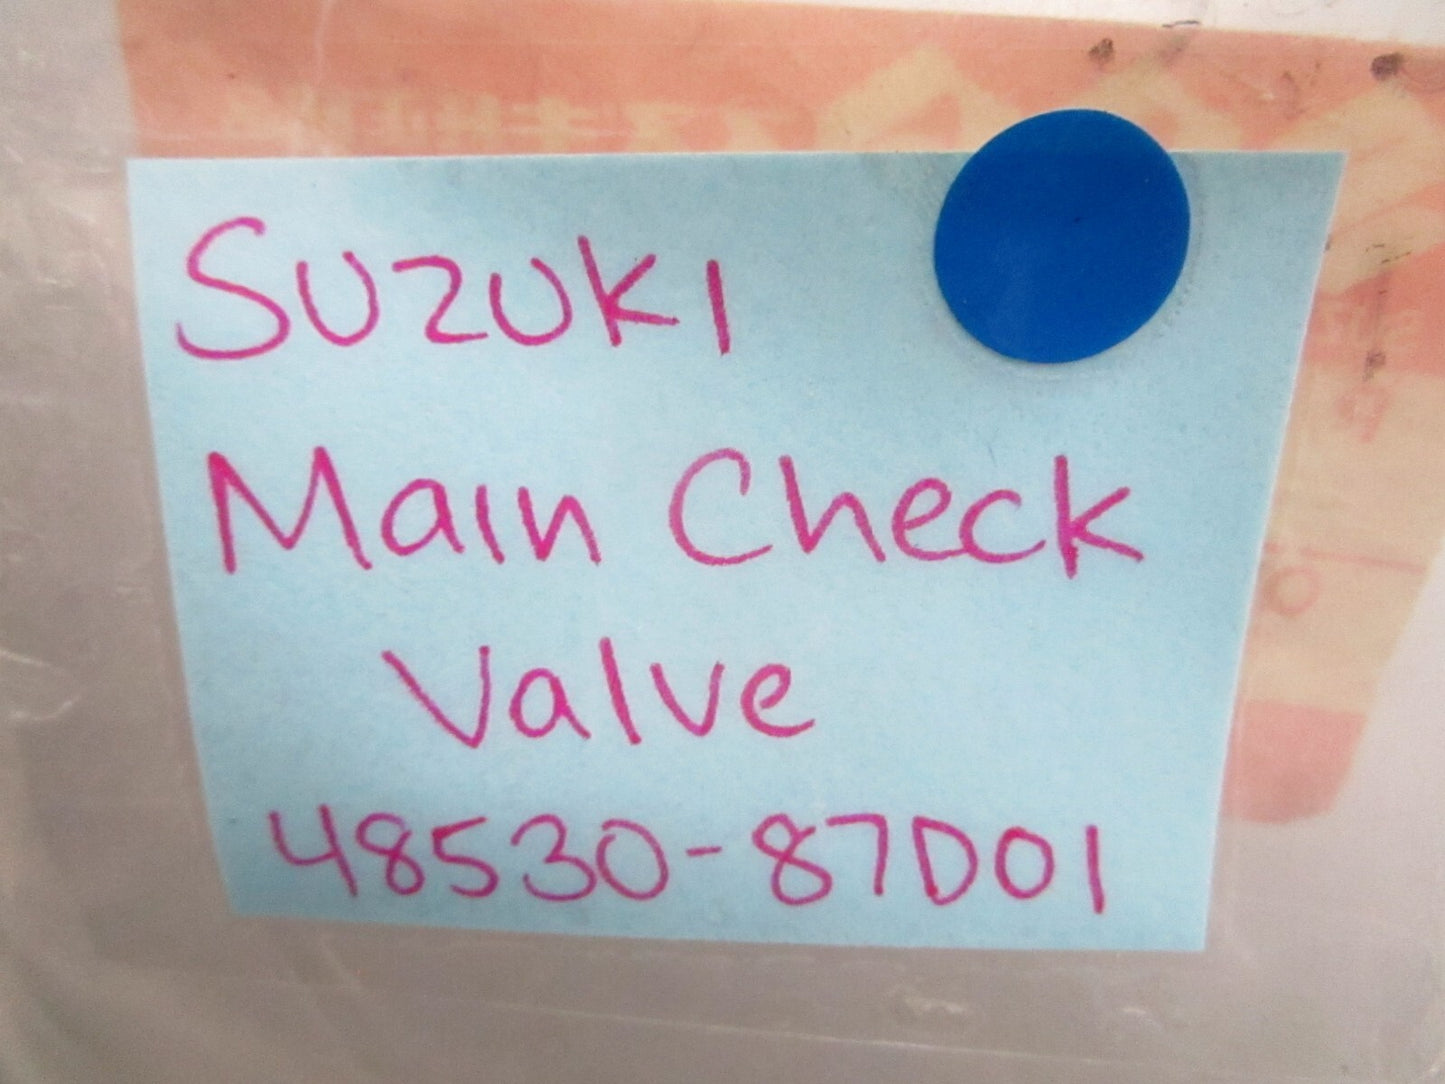 Suzuki
Main Check
Valve
48530-87D01